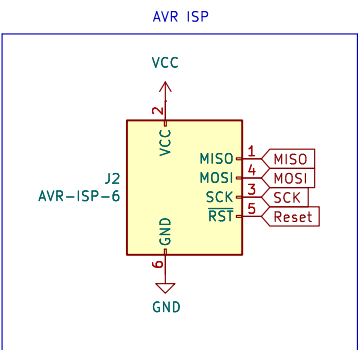 AVR ISP
VCC
2
VCC
MISO 1 MISO
MOSI 4 MOSI
J2
AVR-ISP-6
SCK 3 SCK
RST 5 Reset
GND
6
GND